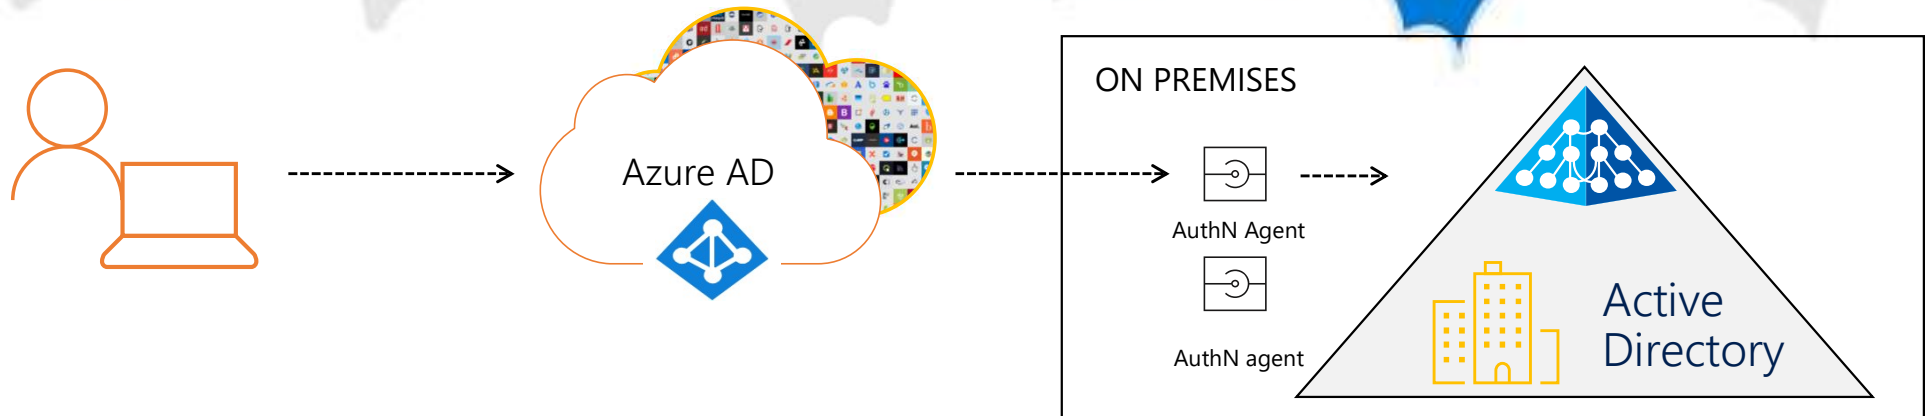 ON PREMISES
Azure AD
AuthN Agent
AuthN agent
Active
Directory